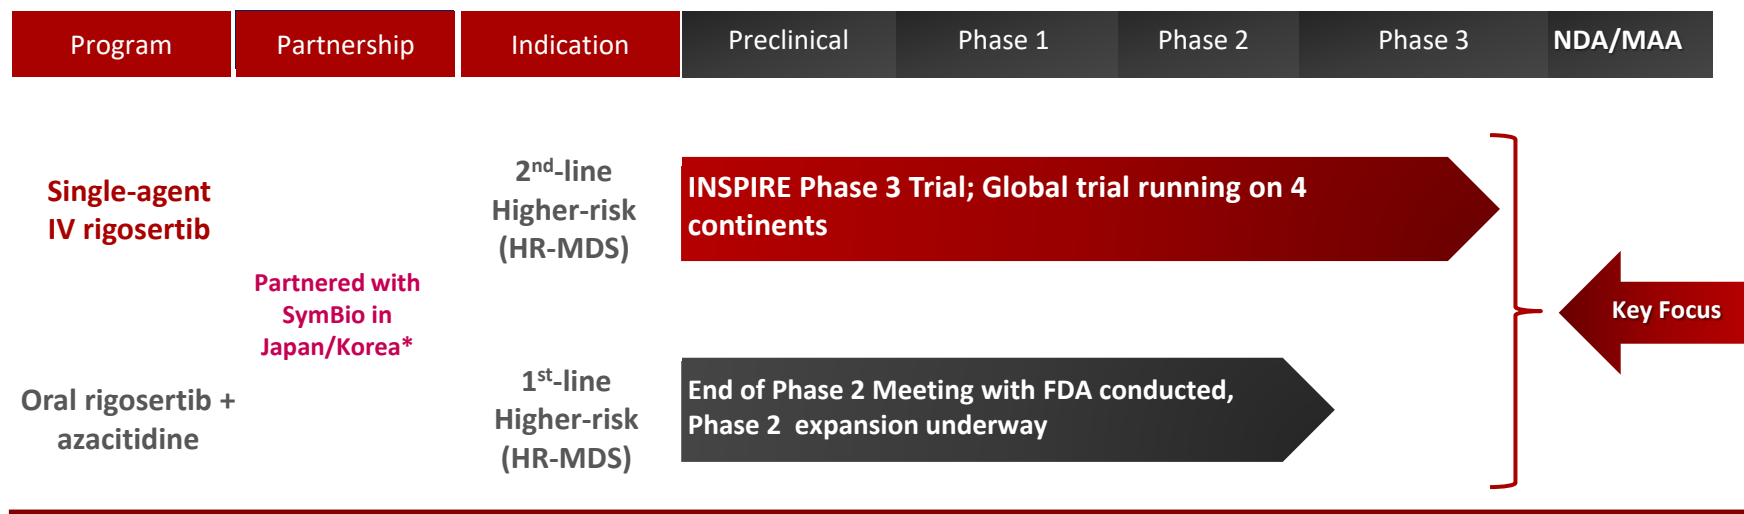 Program Partnership Indication Preclinical Phase 1 Phase 2 Phase 3 NDA/MAA
Single-agent
IV rigosertib
2nd-line
Higher-risk
(HR-MDS)
INSPIRE Phase 3 Trial; Global trial running on 4
continents
Partnered with
SymBio in
Japan/Korea*
Key Focus
Oral rigosertib +
azacitidine
1st-line
Higher-risk
(HR-MDS)
End of Phase 2 Meeting with FDA conducted,
Phase 2  expansion underway